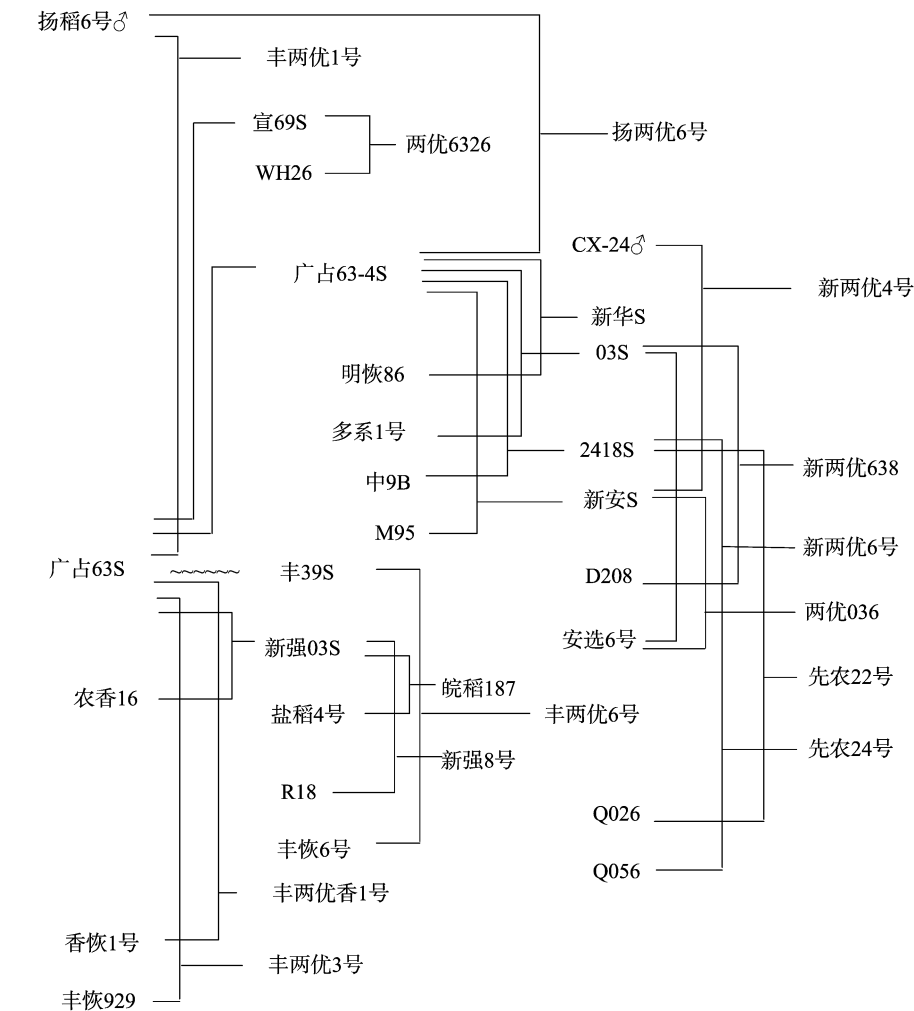 扬稻6号♂
丰两优1号
宣69S
扬两优6号
两优6326
WH26
CX-24♂
广占63-4S
新两优4号
新华S
03S
明恢86
多系1号
2418S
新两优638
中9B
新安S
M95
新两优6号
广占63S
丰39S
D208
两优036
安选6号
新强03S
先农22号
皖稻187
农香16
盐稻4号
丰两优6号
先农24号
新强8号
R18
Q026
丰恢6号
Q056
丰两优香1号
香恢1号
丰两优3号
丰恢929